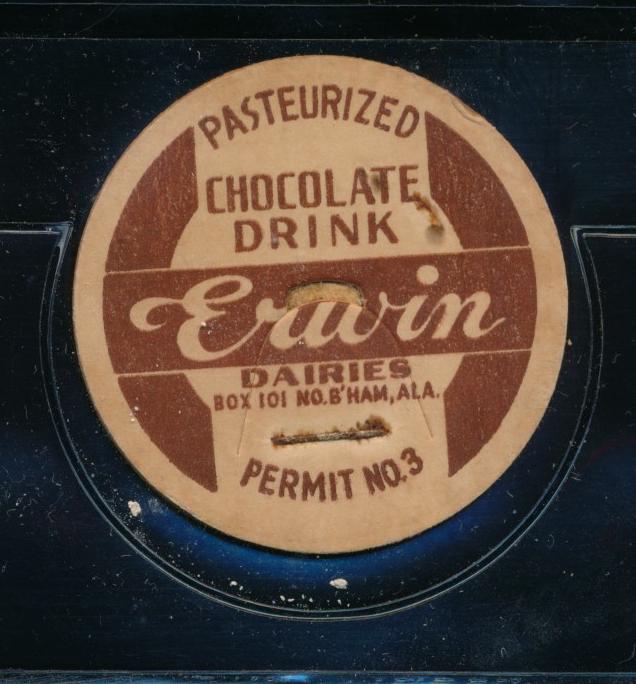 PASTEURIZED
CHOCOLATE
DRINK
Erwin
DAIRIES
BOX 101 NO. B'HAM, ALA.
PERMIT NO. 3